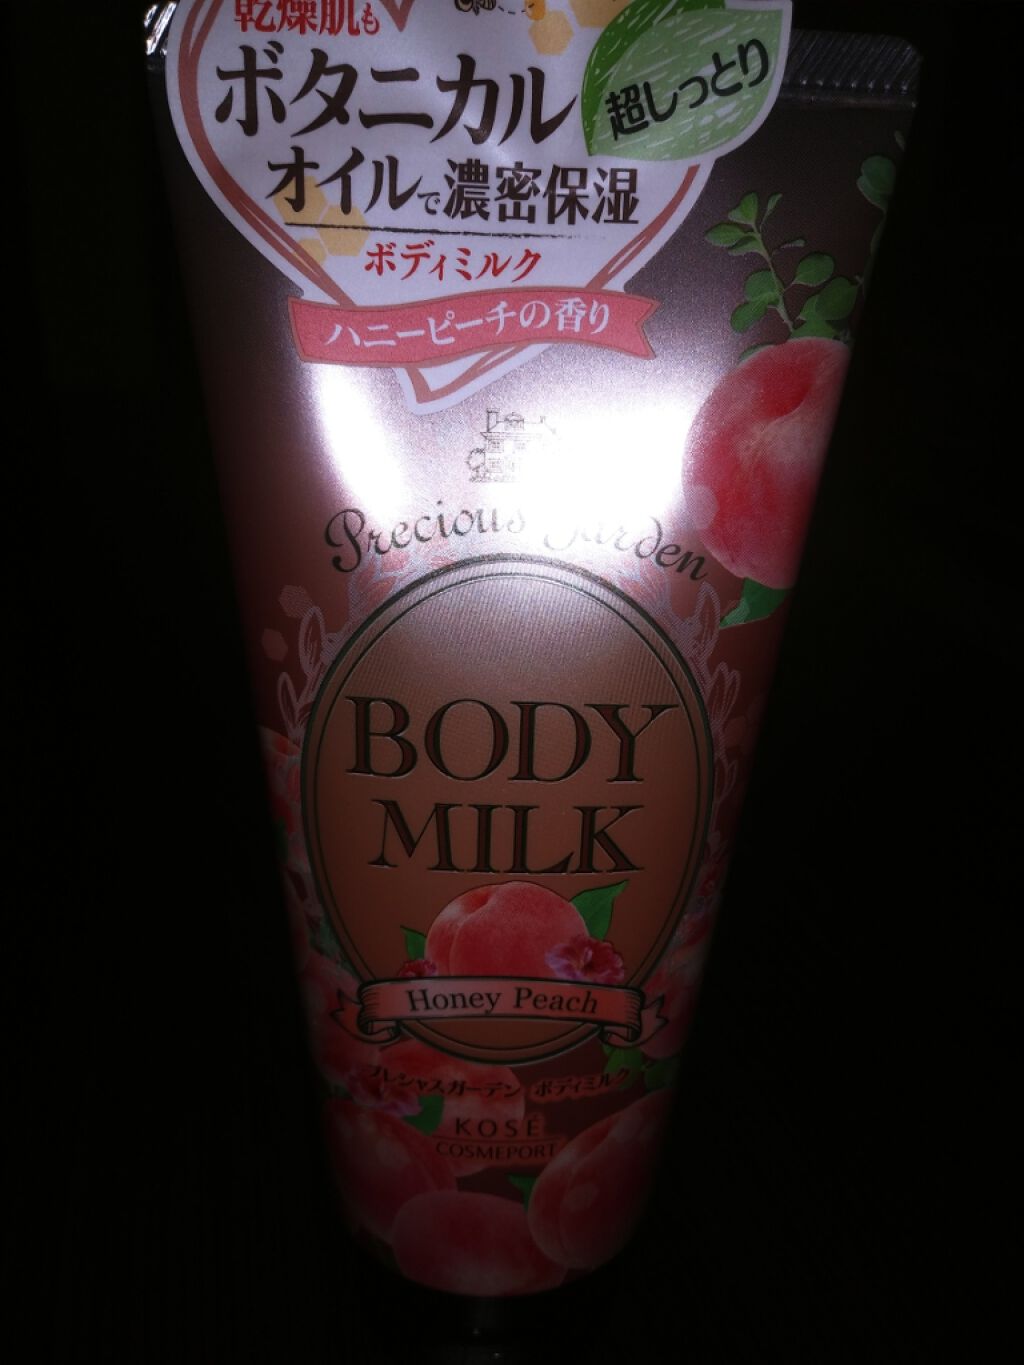 乾燥肌も
ボタニカル
超しっとり
オイルで濃密保湿
ボディミルク
ハニーピーチの香り
Precious Garden
BODY
MILK
Honey Peach
プレシャスガーデン ボディミルク
KOSÉ
COSMEPORT